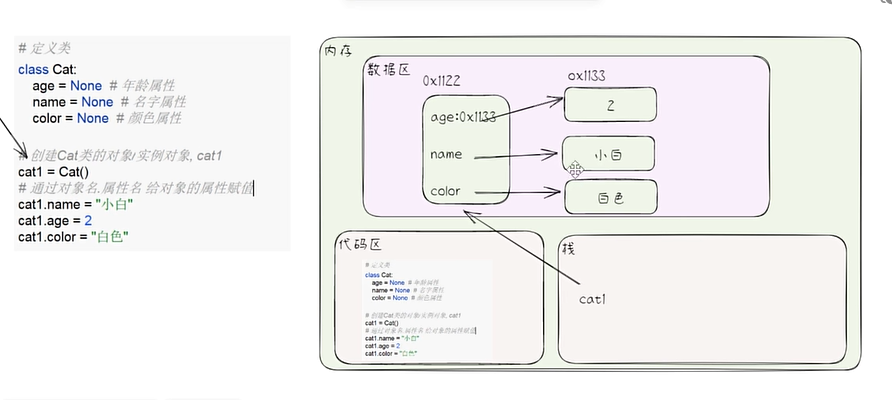 # 定义类
class Cat:
age = None # 年龄属性
name = None # 名字属性
color = None # 颜色属性
# 创建Cat类的对象/实例对象, cat1
cat1 = Cat()
# 通过对象名.属性名 给对象的属性赋值
cat1.name = "小白"
cat1.age = 2
cat1.color = "白色"
内存
数据区
0x1122
0x1133
age:0x1133
2
name
小白
color
白色
代码区
# 定义类
class Cat:
age = None # 年龄属性
name = None # 名字属性
color = None # 颜色属性
# 创建Cat类的对象/实例对象, cat1
cat1 = Cat()
# 通过对象名.属性名 给对象的属性赋值
cat1.name = "小白"
cat1.age = 2
cat1.color = "白色"
栈
cat1